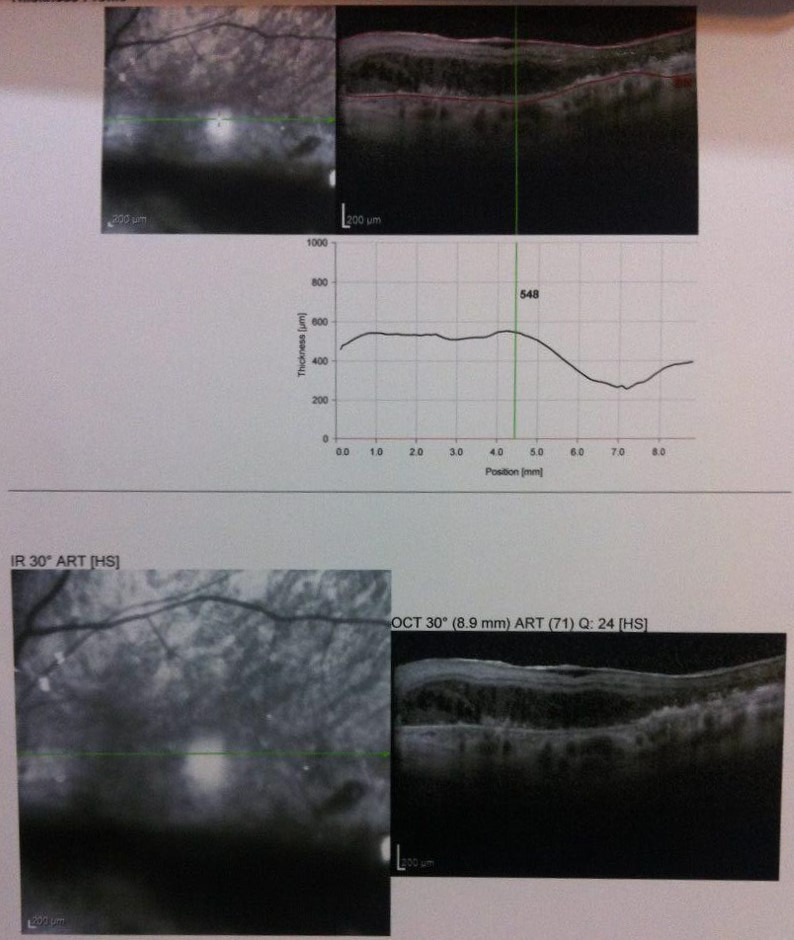 200 µm
200 µm
1000
800
600
400
200
0
548
Thickness [µm]
0.0 1.0 2.0 3.0 4.0 5.0 6.0 7.0 8.0
Position [mm]
IR 30° ART [HS]
OCT 30° (8.9 mm) ART (71) Q: 24 [HS]
200 µm
200 µm